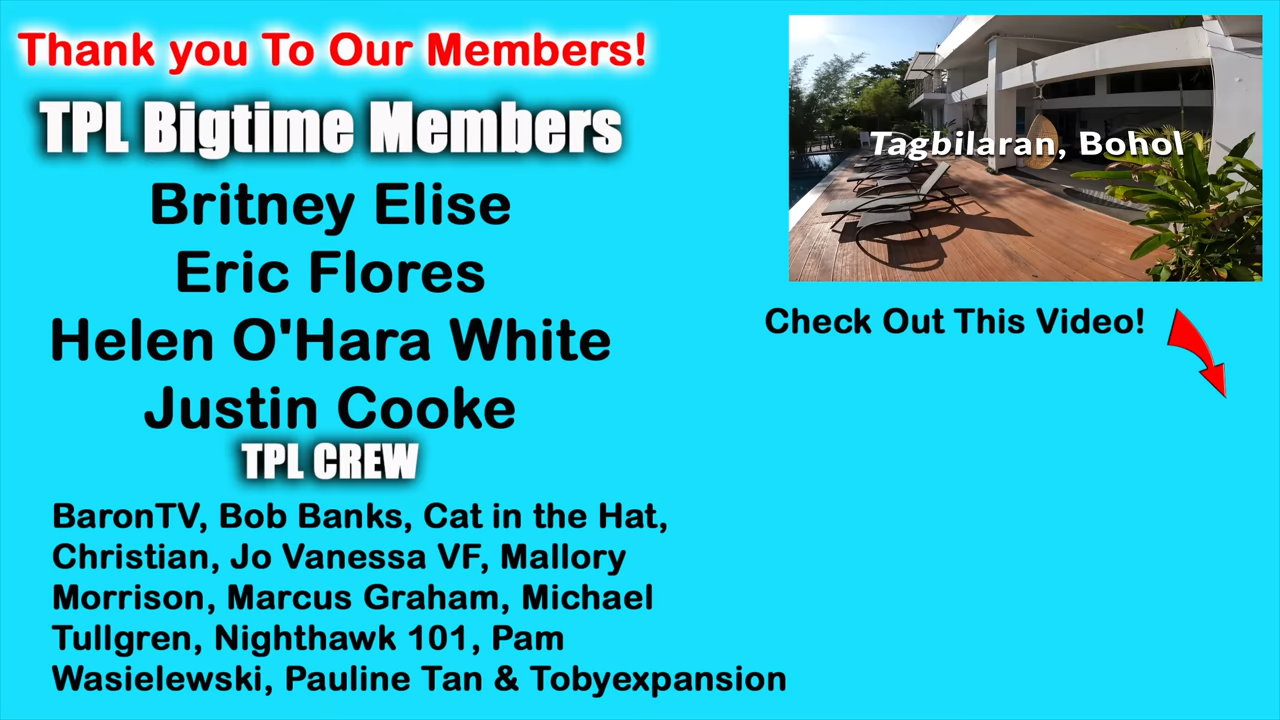 Thank you To Our Members!
TPL Bigtime Members
Britney Elise
Eric Flores
Helen O'Hara White
Justin Cooke
TPL CREW
BaronTV, Bob Banks, Cat in the Hat,
Christian, Jo Vanessa VF, Mallory
Morrison, Marcus Graham, Michael
Tullgren, Nighthawk 101, Pam
Wasielewski, Pauline Tan & Tobyexpansion
Tagbilaran, Bohol
Check Out This Video!